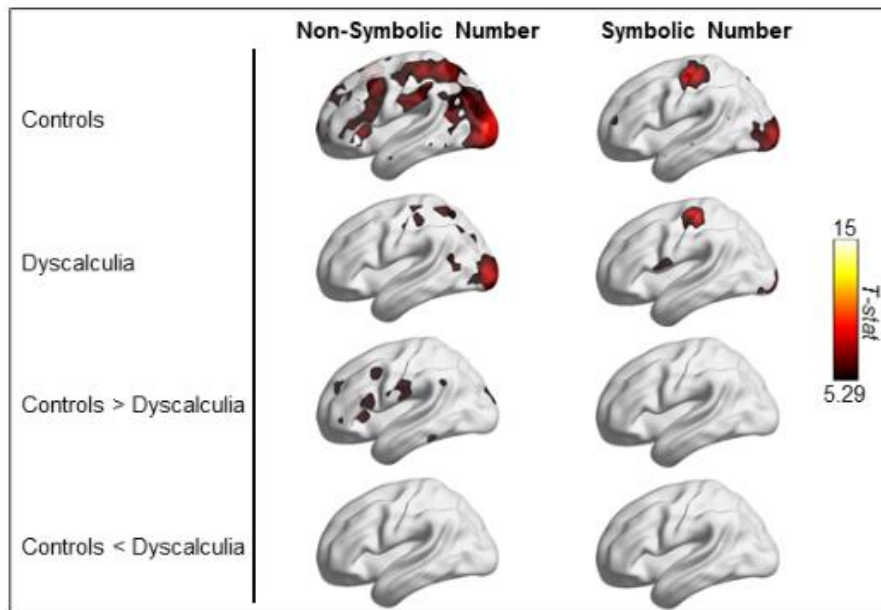 Non-Symbolic Number
Symbolic Number
Controls
Dyscalculia
Controls > Dyscalculia
Controls < Dyscalculia
15
T-stat
5.29